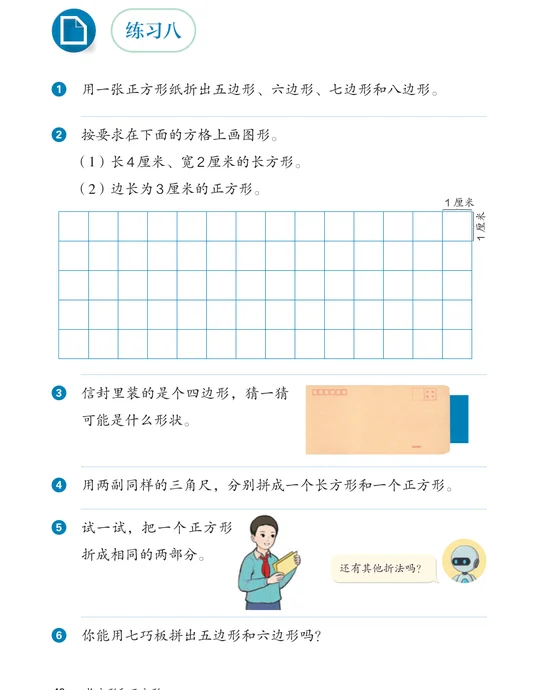 练习八
1 用一张正方形纸折出五边形、六边形、七边形和八边形。
2 按要求在下面的方格上画图形。
（1）长4厘米、宽2厘米的长方形。
（2）边长为3厘米的正方形。
1厘米
1厘米
3 信封里装的是个四边形，猜一猜
可能是什么形状。
4 用两副同样的三角尺，分别拼成一个长方形和一个正方形。
5 试一试，把一个正方形
折成相同的两部分。
还有其他折法吗？
6 你能用七巧板拼出五边形和六边形吗？